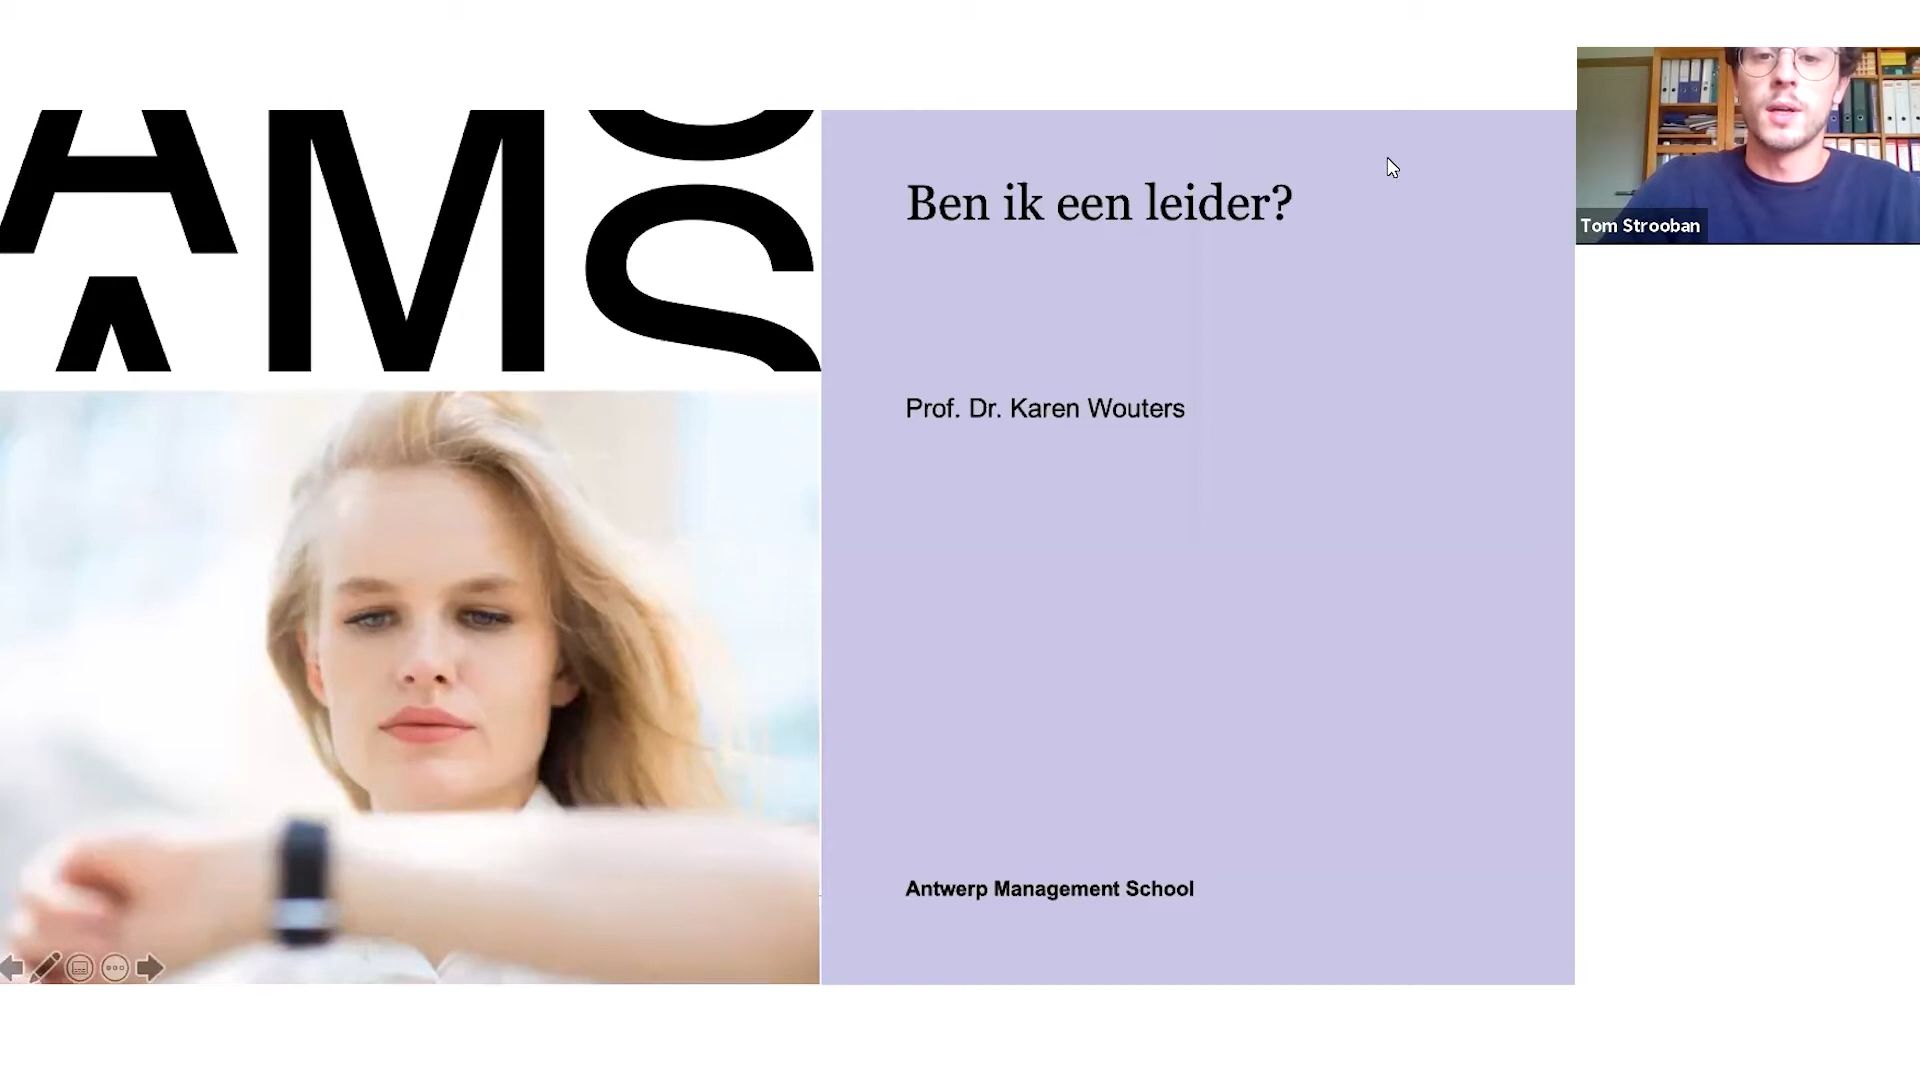 AMS
Ben ik een leider?
Prof. Dr. Karen Wouters
Antwerp Management School
Tom Strooban